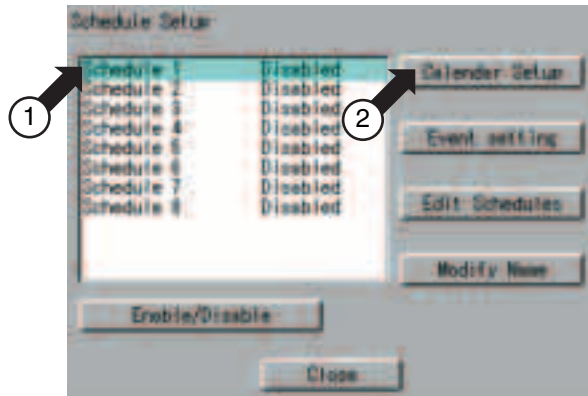 Schedule Setup
Schedule 1 Disabled
Schedule 2 Disabled
Schedule 3 Disabled
Schedule 4 Disabled
Schedule 5 Disabled
Schedule 6 Disabled
Schedule 7 Disabled
Schedule 8 Disabled
1
2
Calender Setup
Event setting
Edit Schedules
Modify Name
Enable/Disable
Close